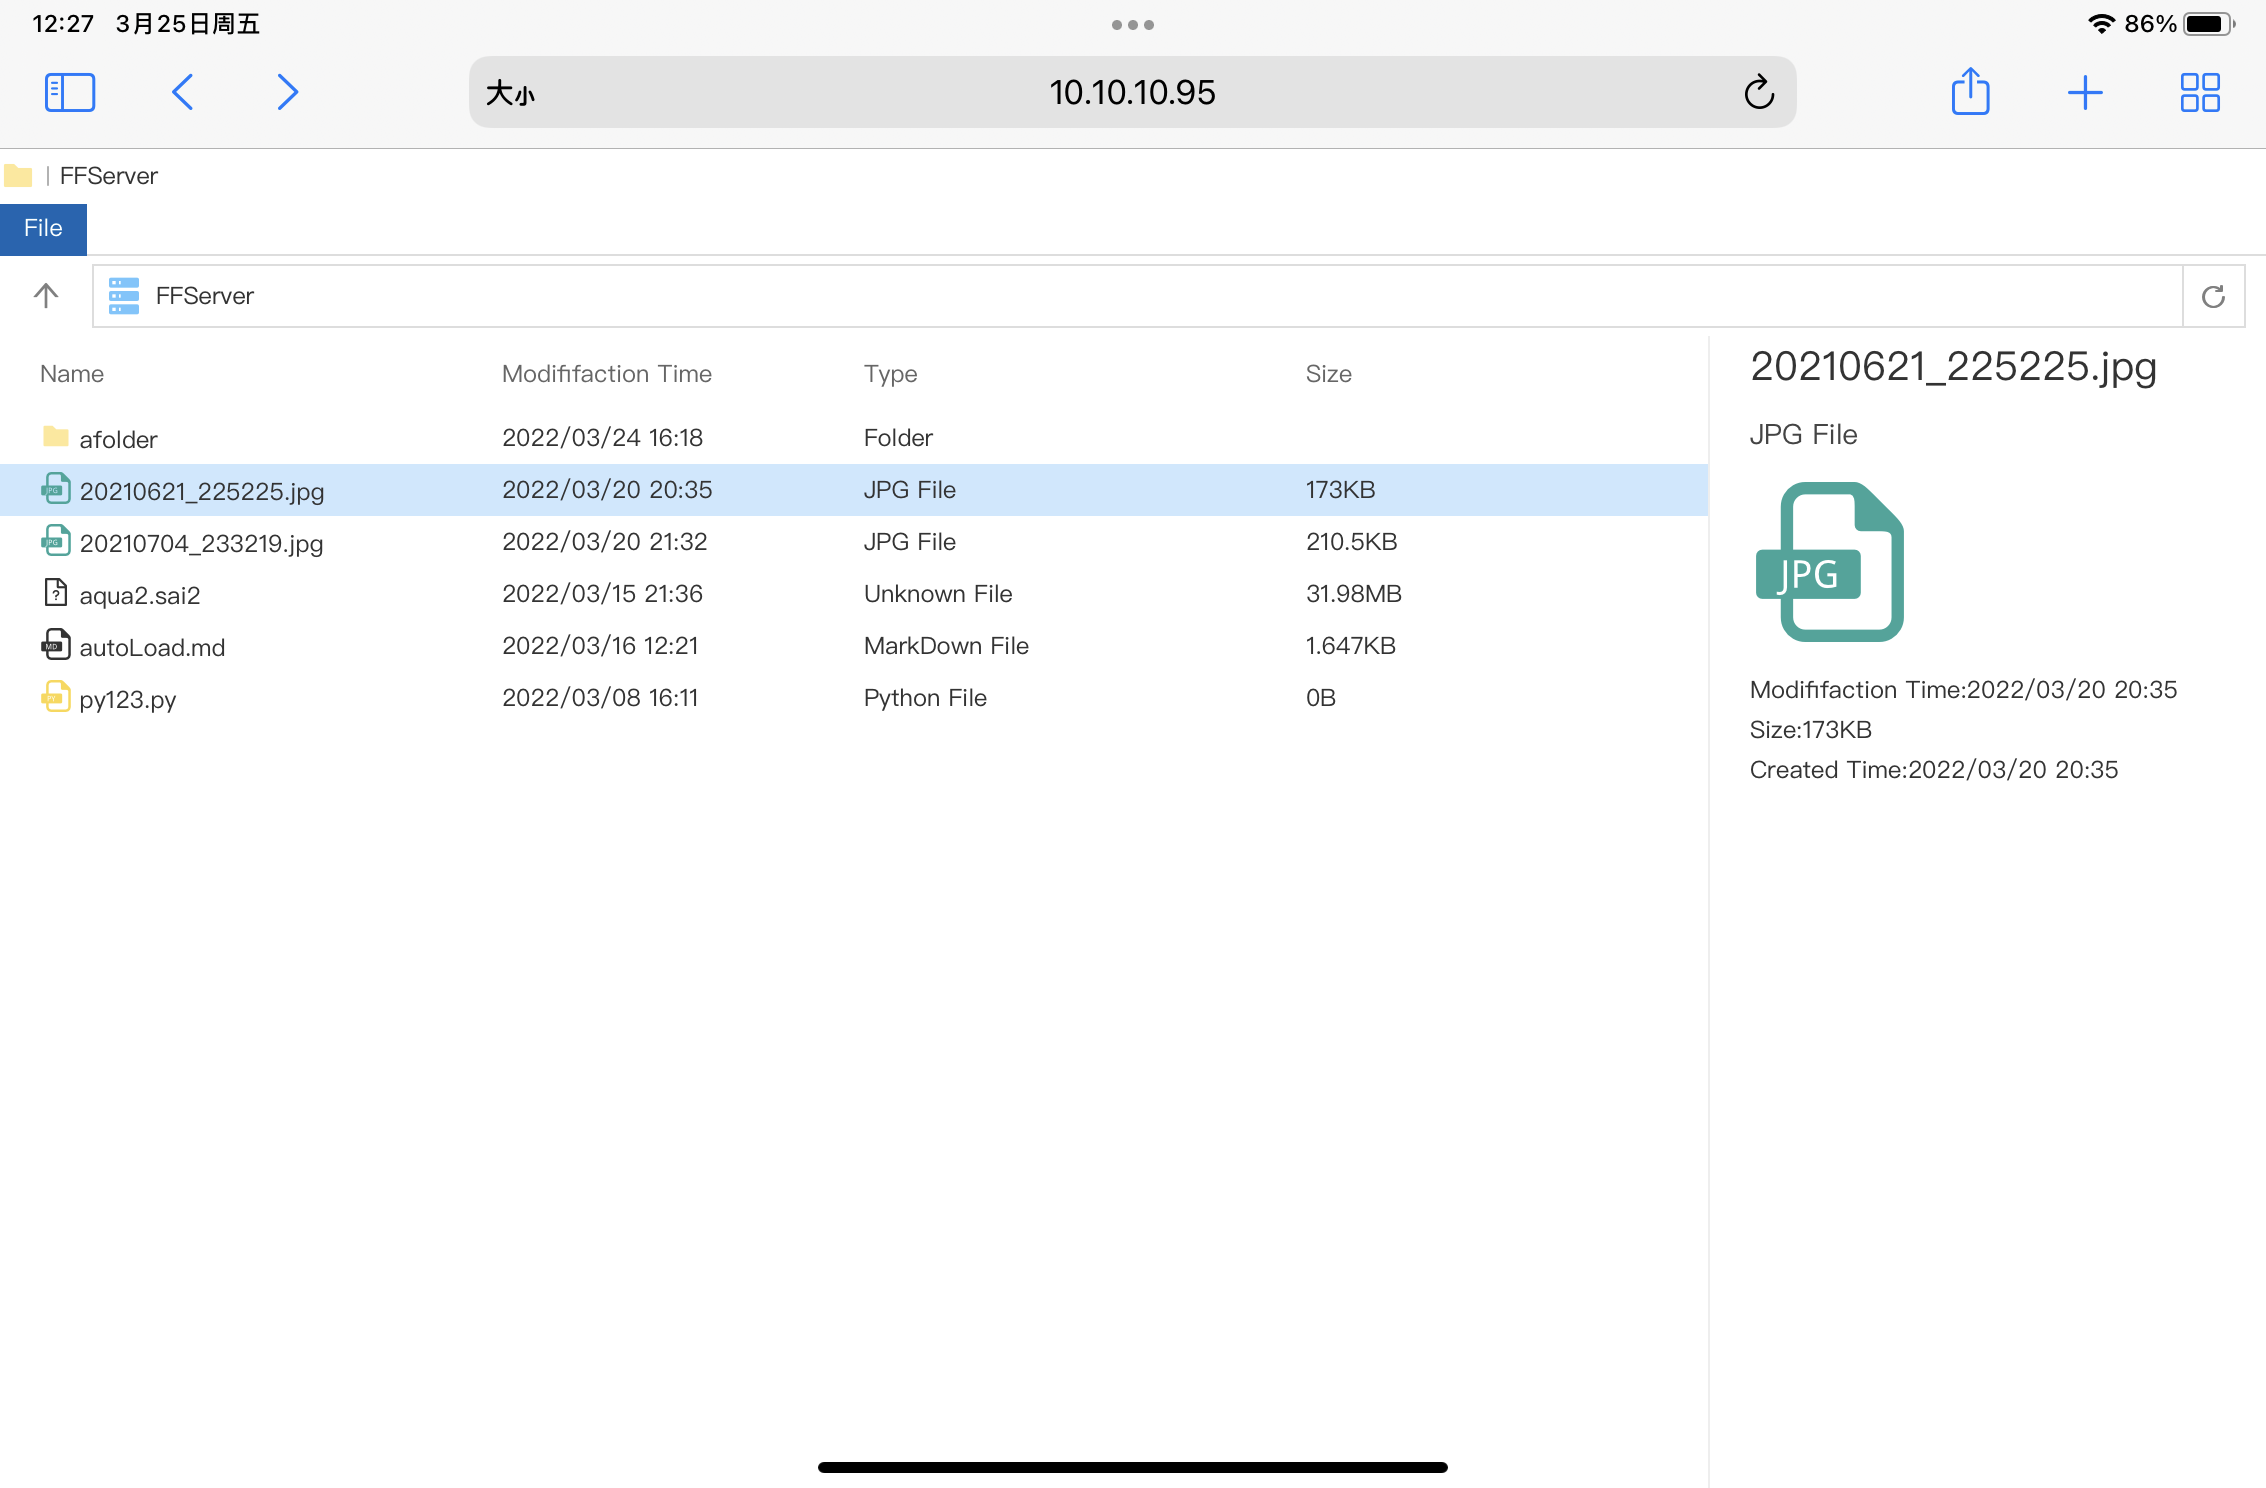 12:27 3月25日周五 86%
大小 10.10.10.95
| FFServer
File
FFServer
Name Modififaction Time Type Size
afolder 2022/03/24 16:18 Folder
JPG 20210621_225225.jpg 2022/03/20 20:35 JPG File 173KB
JPG 20210704_233219.jpg 2022/03/20 21:32 JPG File 210.5KB
? aqua2.sai2 2022/03/15 21:36 Unknown File 31.98MB
MD autoLoad.md 2022/03/16 12:21 MarkDown File 1.647KB
PY py123.py 2022/03/08 16:11 Python File 0B
20210621_225225.jpg
JPG File
JPG
Modififaction Time:2022/03/20 20:35
Size:173KB
Created Time:2022/03/20 20:35